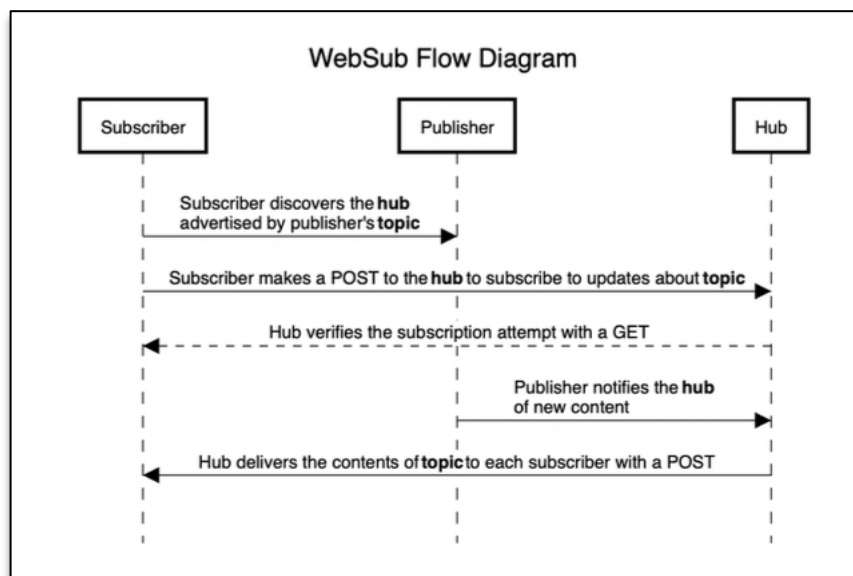 WebSub Flow Diagram
Subscriber
Publisher
Hub
Subscriber discovers the hub
advertised by publisher's topic
Subscriber makes a POST to the hub to subscribe to updates about topic
Hub verifies the subscription attempt with a GET
Publisher notifies the hub
of new content
Hub delivers the contents of topic to each subscriber with a POST